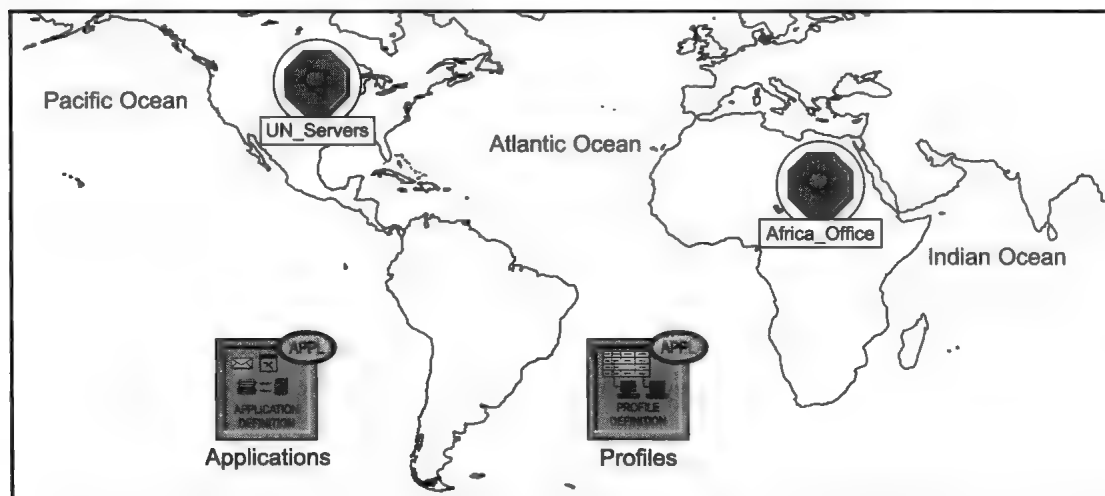 Pacific Ocean
UN_Servers
Atlantic Ocean
Africa_Office
Indian Ocean
APPL
APPLICATION
DEFINITION
Applications
APPL
PROFILE
DEFINITION
Profiles